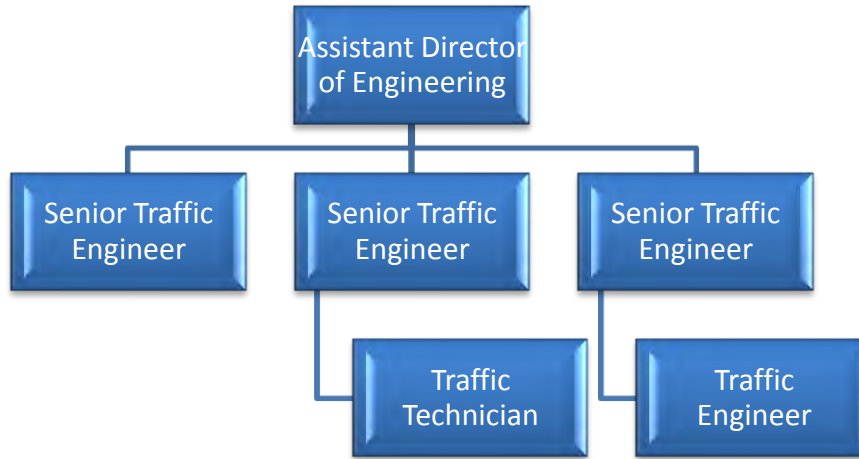 Assistant Director
of Engineering
Senior Traffic
Engineer
Senior Traffic
Engineer
Senior Traffic
Engineer
Traffic
Technician
Traffic
Engineer